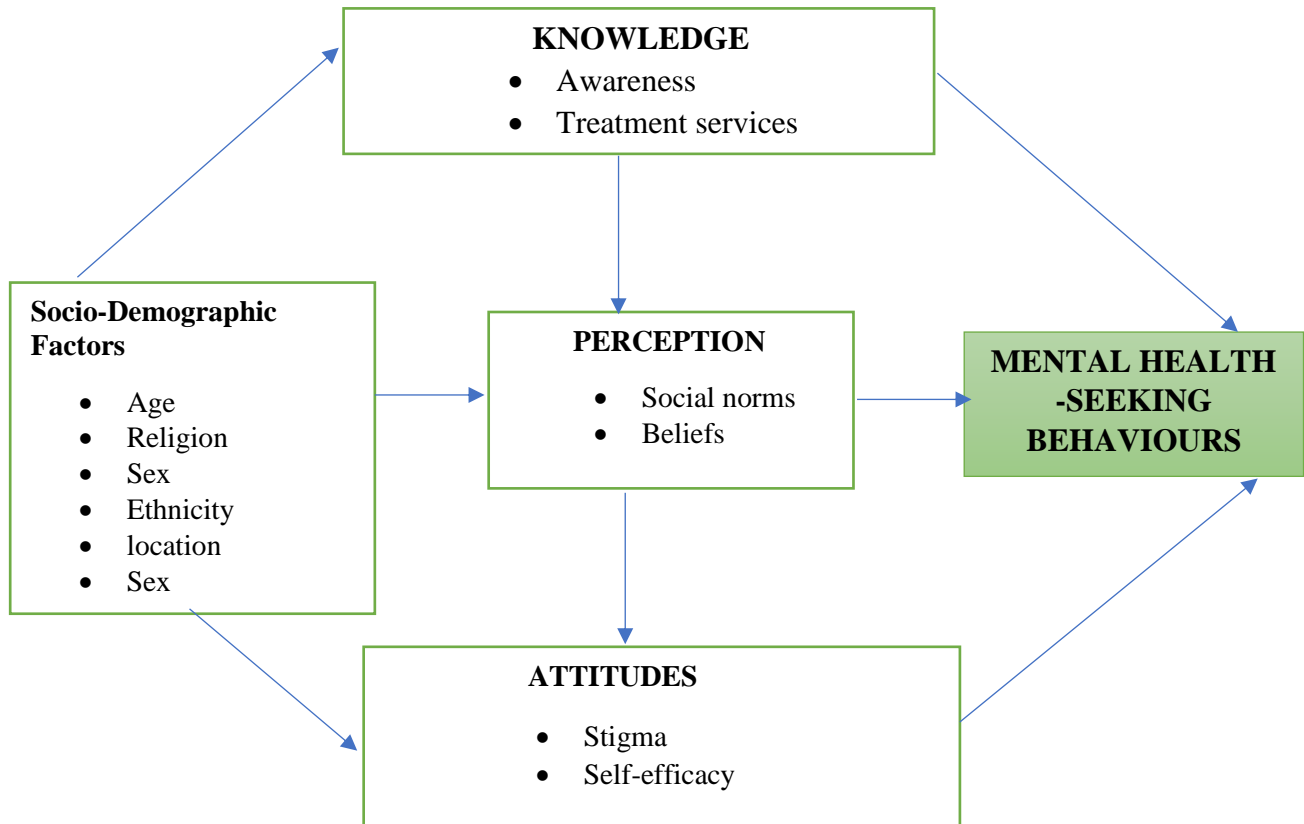 KNOWLEDGE
• Awareness
• Treatment services
Socio-Demographic
Factors
• Age
• Religion
• Sex
• Ethnicity
• location
• Sex
PERCEPTION
• Social norms
• Beliefs
MENTAL HEALTH
-SEEKING
BEHAVIOURS
ATTITUDES
• Stigma
• Self-efficacy